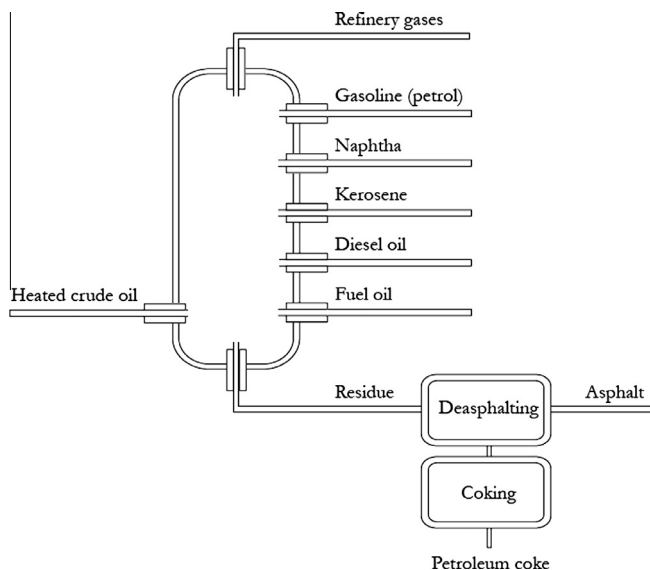 Refinery gases
Gasoline (petrol)
Naphtha
Kerosene
Diesel oil
Heated crude oil
Fuel oil
Residue
Deasphalting
Asphalt
Coking
Petroleum coke